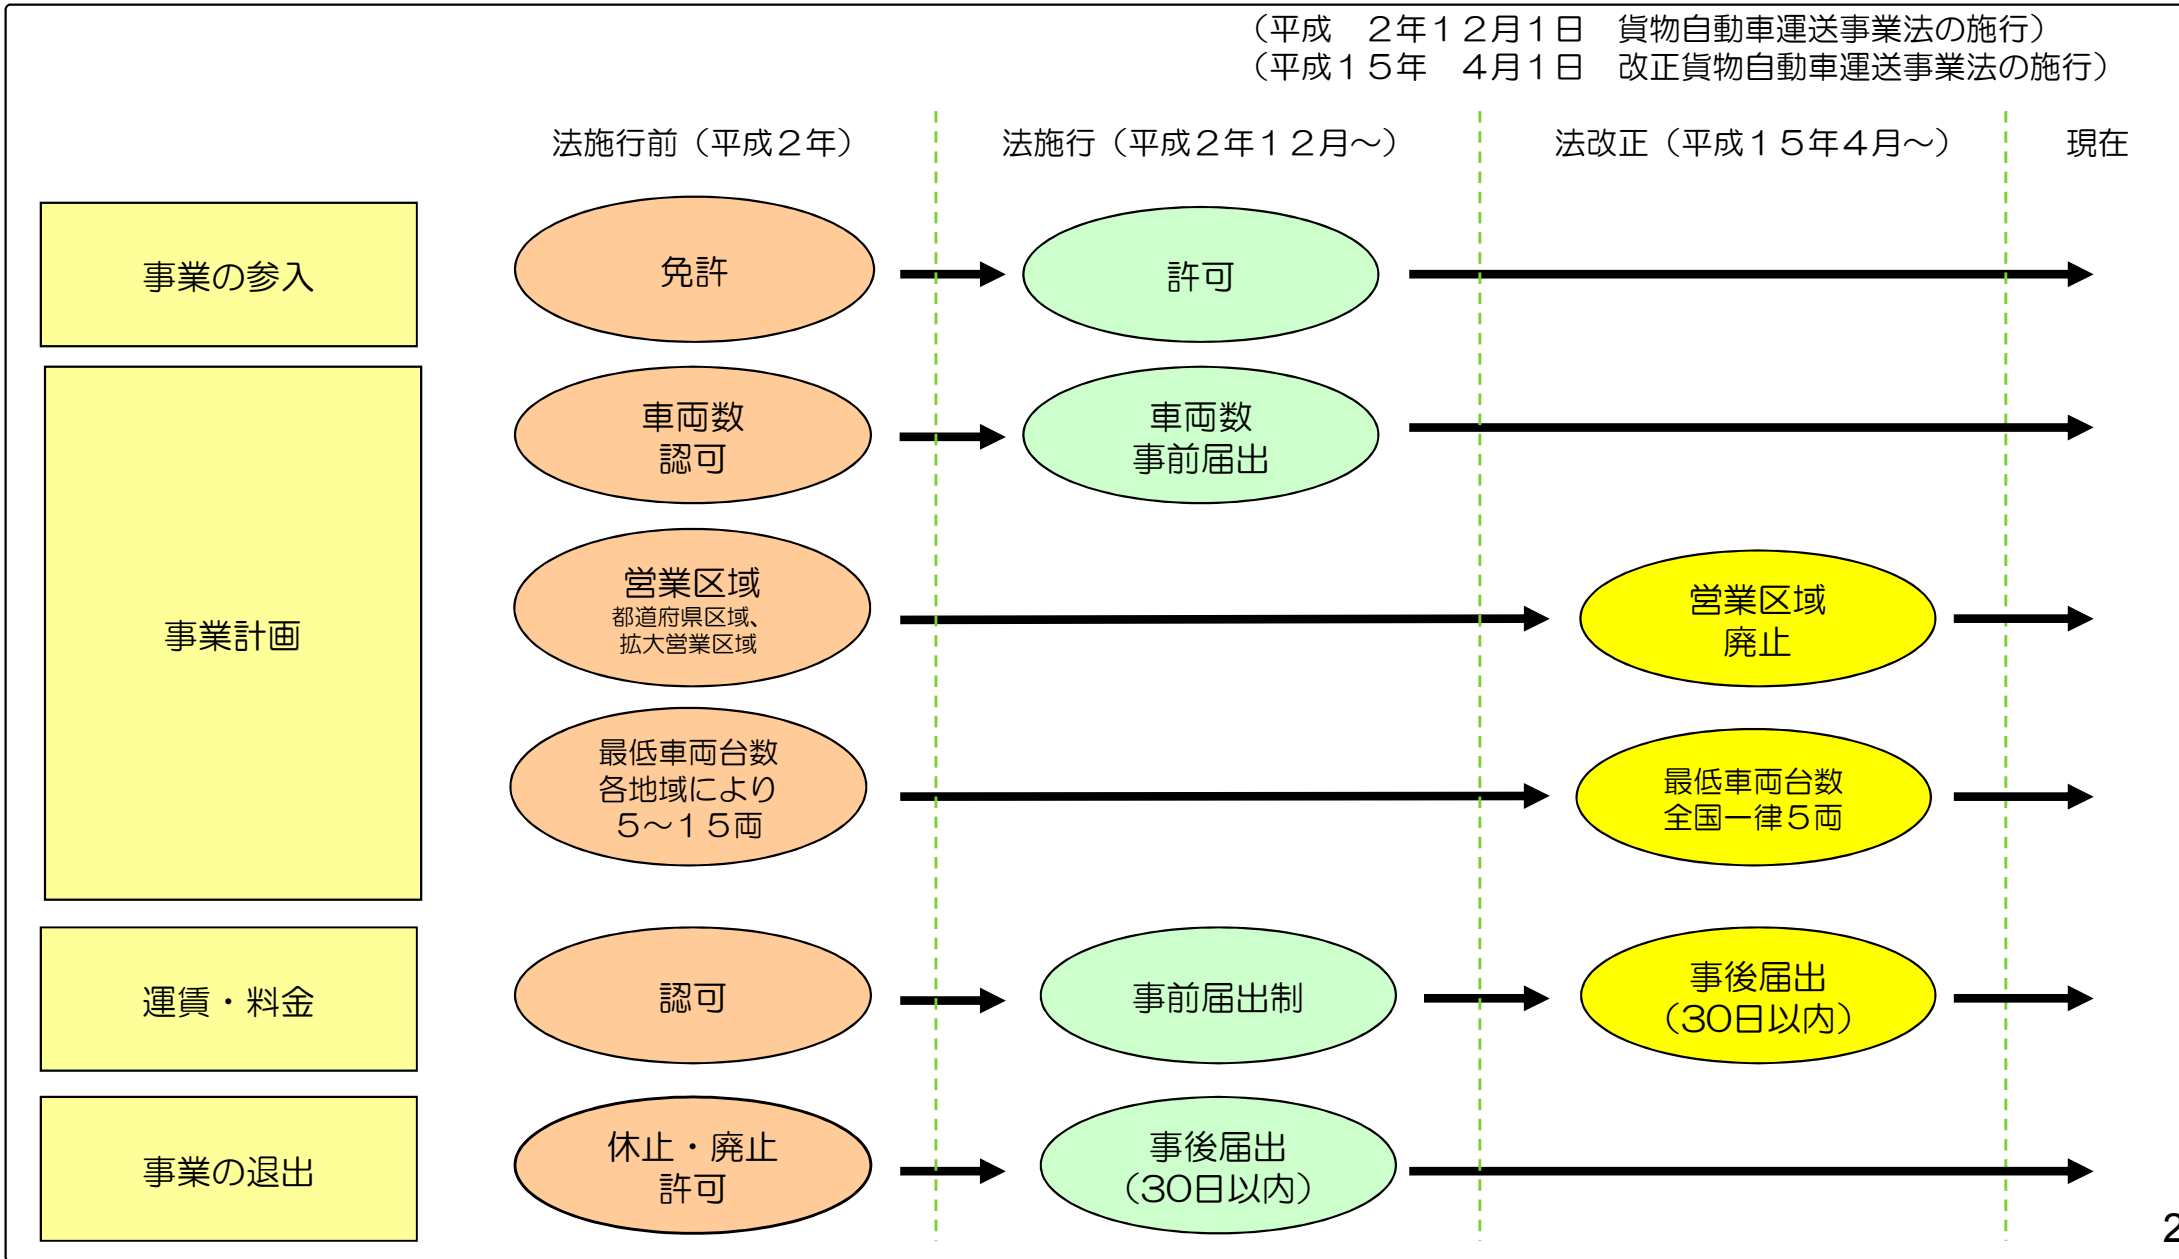 （平成　２年１２月１日　貨物自動車運送事業法の施行）
（平成１５年　４月１日　改正貨物自動車運送事業法の施行）
法施行前（平成２年）
法施行（平成２年１２月～）
法改正（平成１５年４月～）
現在
事業の参入
免許
許可
事業計画
車両数
認可
車両数
事前届出
営業区域
都道府県区域、
拡大営業区域
営業区域
廃止
最低車両台数
各地域により
５～１５両
最低車両台数
全国一律５両
運賃・料金
認可
事前届出制
事後届出
（30日以内）
事業の退出
休止・廃止
許可
事後届出
（30日以内）
2